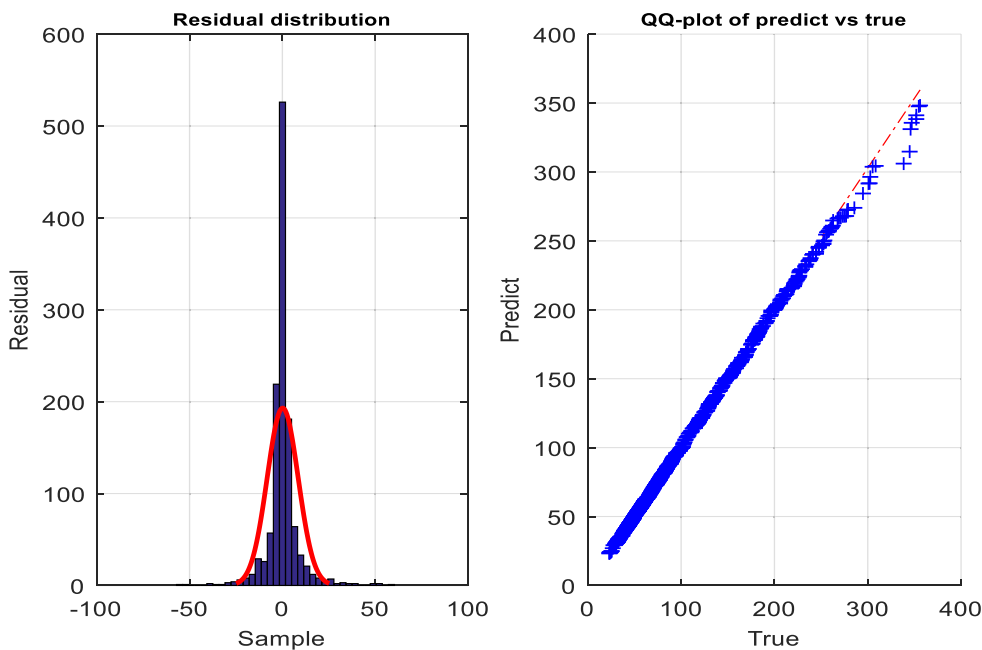 Residual distribution
600
500
400
300
200
100
0
-100 -50 0 50 100
Residual
Sample
QQ-plot of predict vs true
400
350
300
250
200
150
100
50
0
0 100 200 300 400
Predict
True